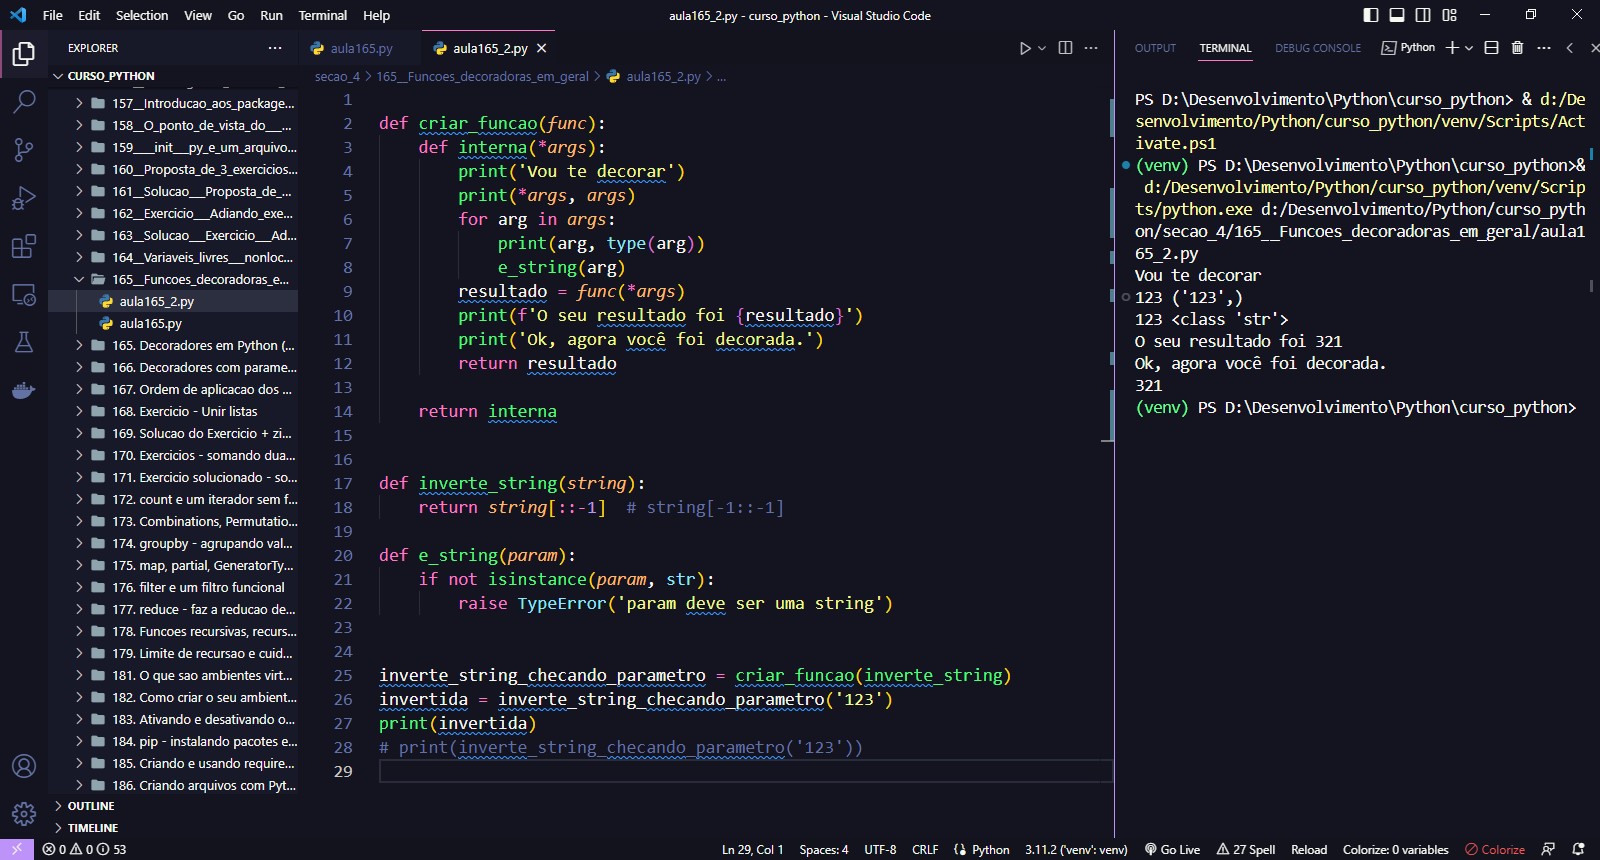 File Edit Selection View Go Run Terminal Help
aula165_2.py - curso_python - Visual Studio Code
EXPLORER
CURSO_PYTHON
157__Introducao_aos_package...
158__O_ponto_de_vista_do__...
159___init__py_e_um_arquivo...
160__Proposta_de_3_exercicios...
161__Solucao__Proposta_de_...
162__Exercicio__Adiando_exe...
163__Solucao__Exercicio__Ad...
164__Variaveis_livres__nonloc...
165__Funcoes_decoradoras_e...
aula165_2.py
aula165.py
165. Decoradores em Python (...
166. Decoradores com parame...
167. Ordem de aplicacao dos ...
168. Exercicio - Unir listas
169. Solucao do Exercicio + zi...
170. Exercicios - somando dua...
171. Exercicio solucionado - so...
172. count e um iterador sem f...
173. Combinations, Permutatio...
174. groupby - agrupando val...
175. map, partial, GeneratorTy...
176. filter e um filtro funcional
177. reduce - faz a reducao de...
178. Funcoes recursivas, recurs...
179. Limite de recursao e cuid...
181. O que sao ambientes virt...
182. Como criar o seu ambient...
183. Ativando e desativando o...
184. pip - instalando pacotes e...
185. Criando e usando require...
186. Criando arquivos com Pyt...
OUTLINE
TIMELINE
aula165.py aula165_2.py
secao_4 > 165__Funcoes_decoradoras_em_geral > aula165_2.py > ...
1
2 def criar_funcao(func):
3     def interna(*args):
4         print('Vou te decorar')
5         print(*args, args)
6         for arg in args:
7             print(arg, type(arg))
8             e_string(arg)
9         resultado = func(*args)
10         print(f'O seu resultado foi {resultado}')
11         print('Ok, agora você foi decorada.')
12         return resultado
13
14     return interna
15
16
17 def inverte_string(string):
18     return string[::-1]  # string[-1::-1]
19
20 def e_string(param):
21     if not isinstance(param, str):
22         raise TypeError('param deve ser uma string')
23
24
25 inverte_string_checando_parametro = criar_funcao(inverte_string)
26 invertida = inverte_string_checando_parametro('123')
27 print(invertida)
28 # print(inverte_string_checando_parametro('123'))
29
OUTPUT TERMINAL DEBUG CONSOLE Python
PS D:\Desenvolvimento\Python\curso_python> & d:/De
senvolvimento/Python/curso_python/venv/Scripts/Act
ivate.ps1
(venv) PS D:\Desenvolvimento\Python\curso_python>&
d:/Desenvolvimento/Python/curso_python/venv/Scrip
ts/python.exe d:/Desenvolvimento/Python/curso_pyth
on/secao_4/165__Funcoes_decoradoras_em_geral/aula1
65_2.py
Vou te decorar
123 ('123',)
123 <class 'str'>
O seu resultado foi 321
Ok, agora você foi decorada.
321
(venv) PS D:\Desenvolvimento\Python\curso_python>
0 0 53 Ln 29, Col 1 Spaces: 4 UTF-8 CRLF Python 3.11.2 ('venv': venv) Go Live 27 Spell Reload Colorize: 0 variables Colorize